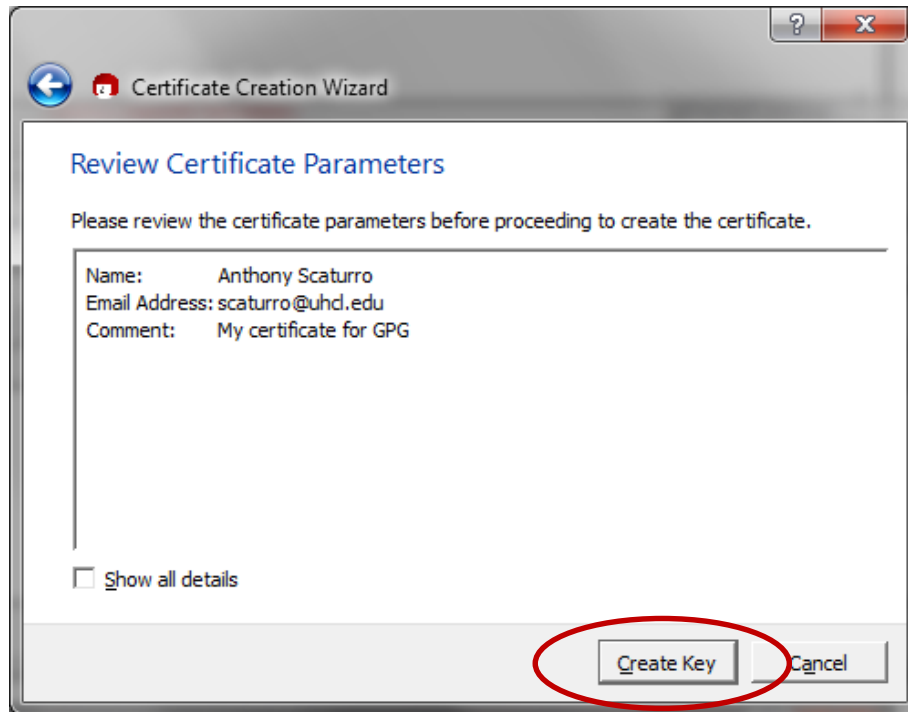 ?
X
Certificate Creation Wizard
Review Certificate Parameters
Please review the certificate parameters before proceeding to create the certificate.
Name: Anthony Scaturro
Email Address: scaturro@uhcl.edu
Comment: My certificate for GPG
Show all details
Create Key Cancel